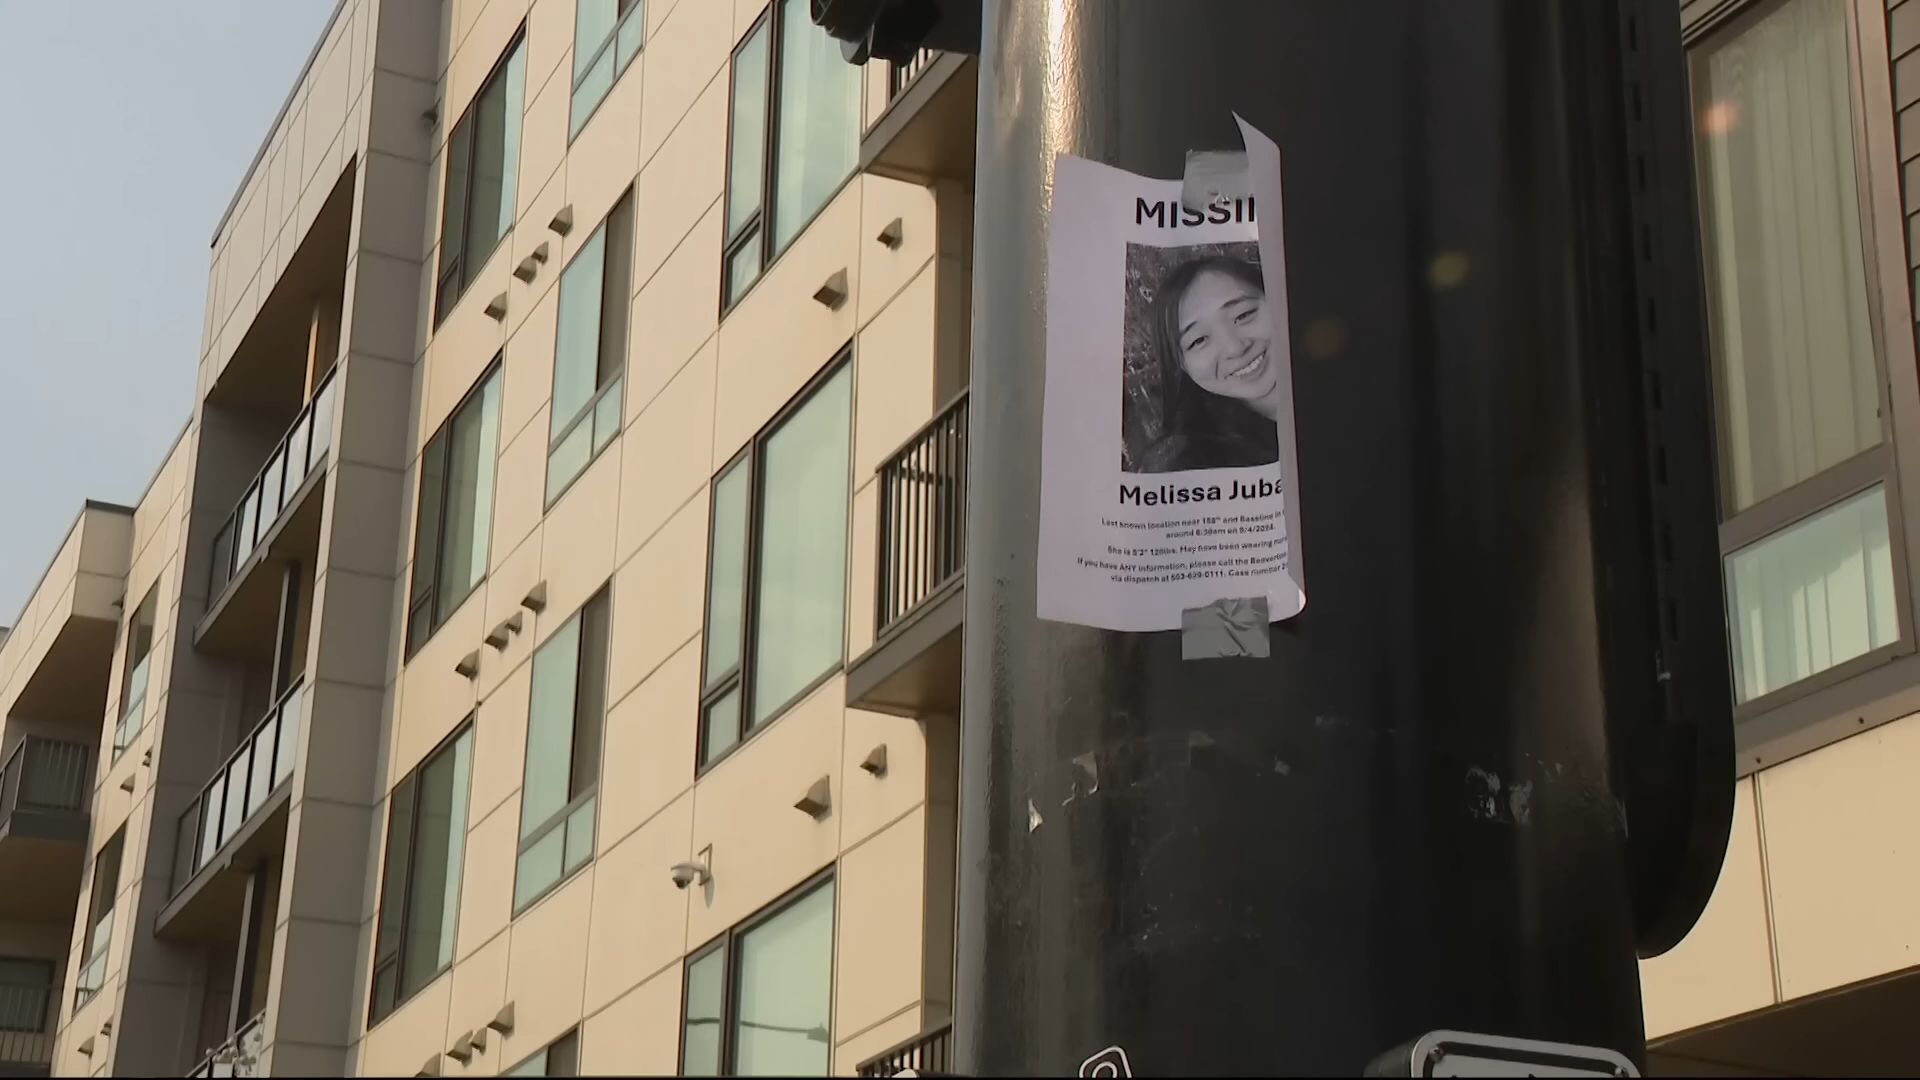 MISSI
Melissa Juba
Last known location near 158th and Baseline in
around 6:30am on 9/4/2024.
She is 5'3" 120lbs. May have been wearing
If you have ANY information, please call the Beaverton
via dispatch at 503-629-0111. Case number 2